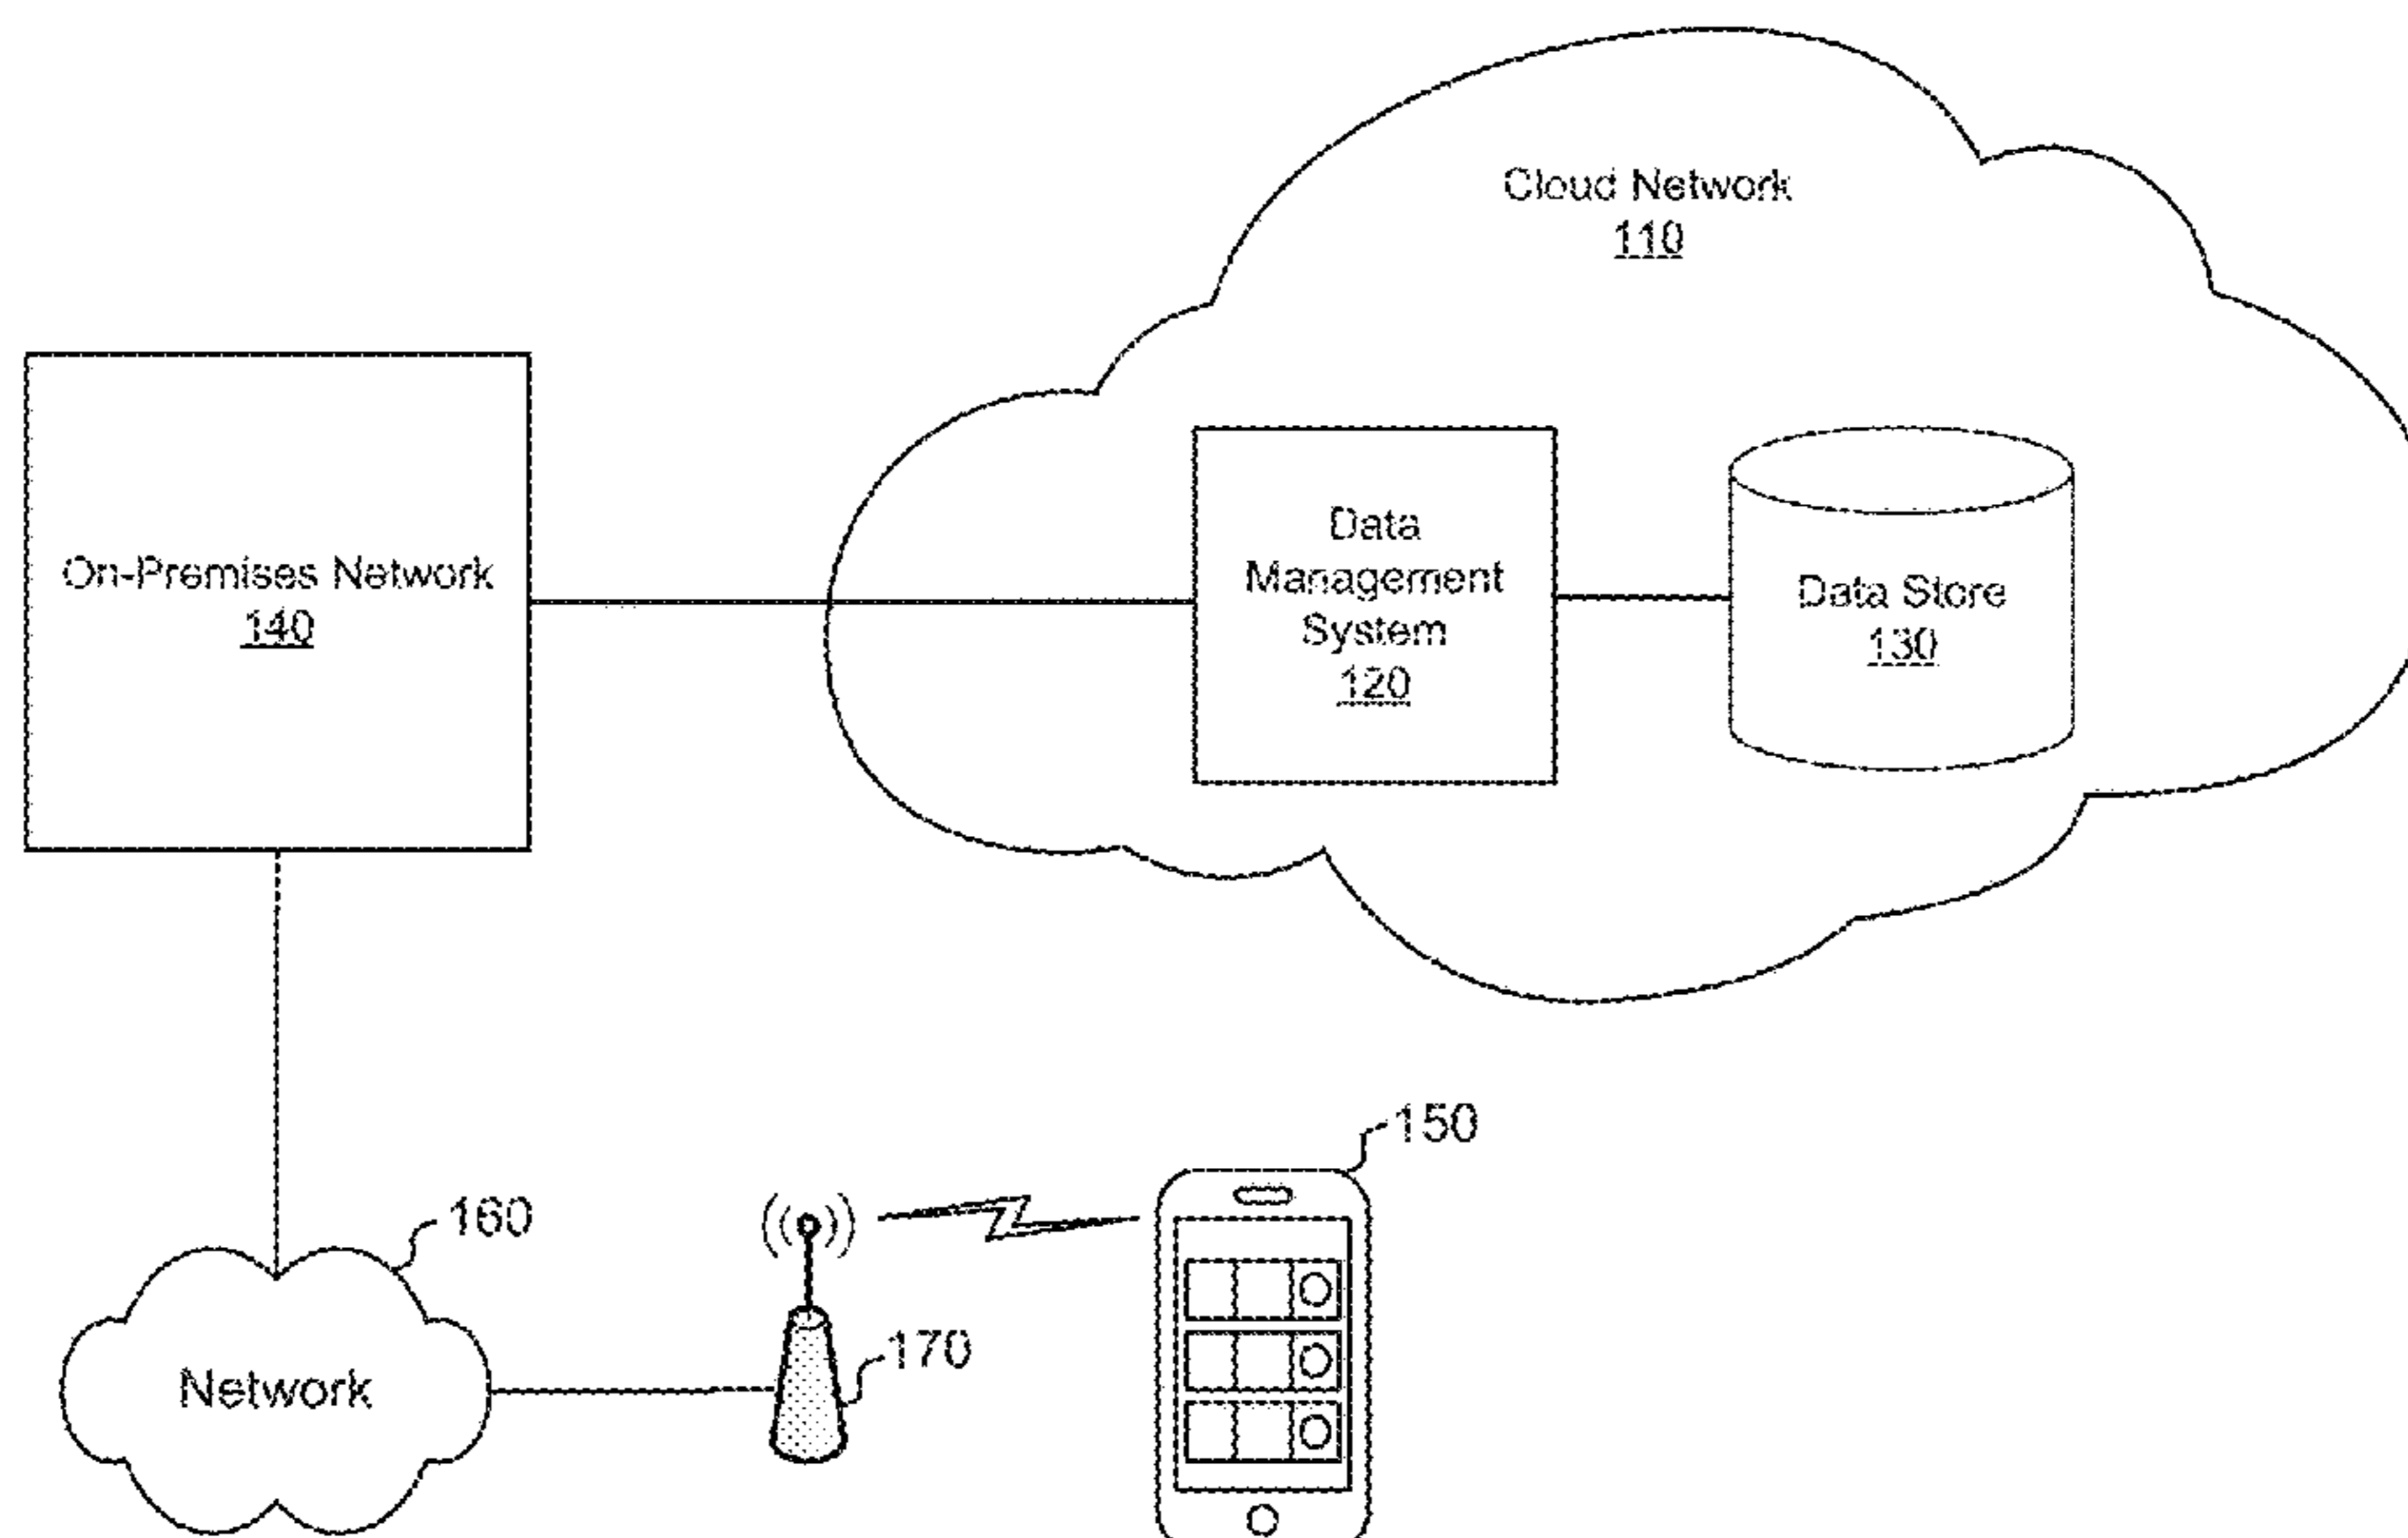 Cloud Network
110
On-Premises Network
140
Data
Management
System
120
Data Store
130
150
160
170
Network